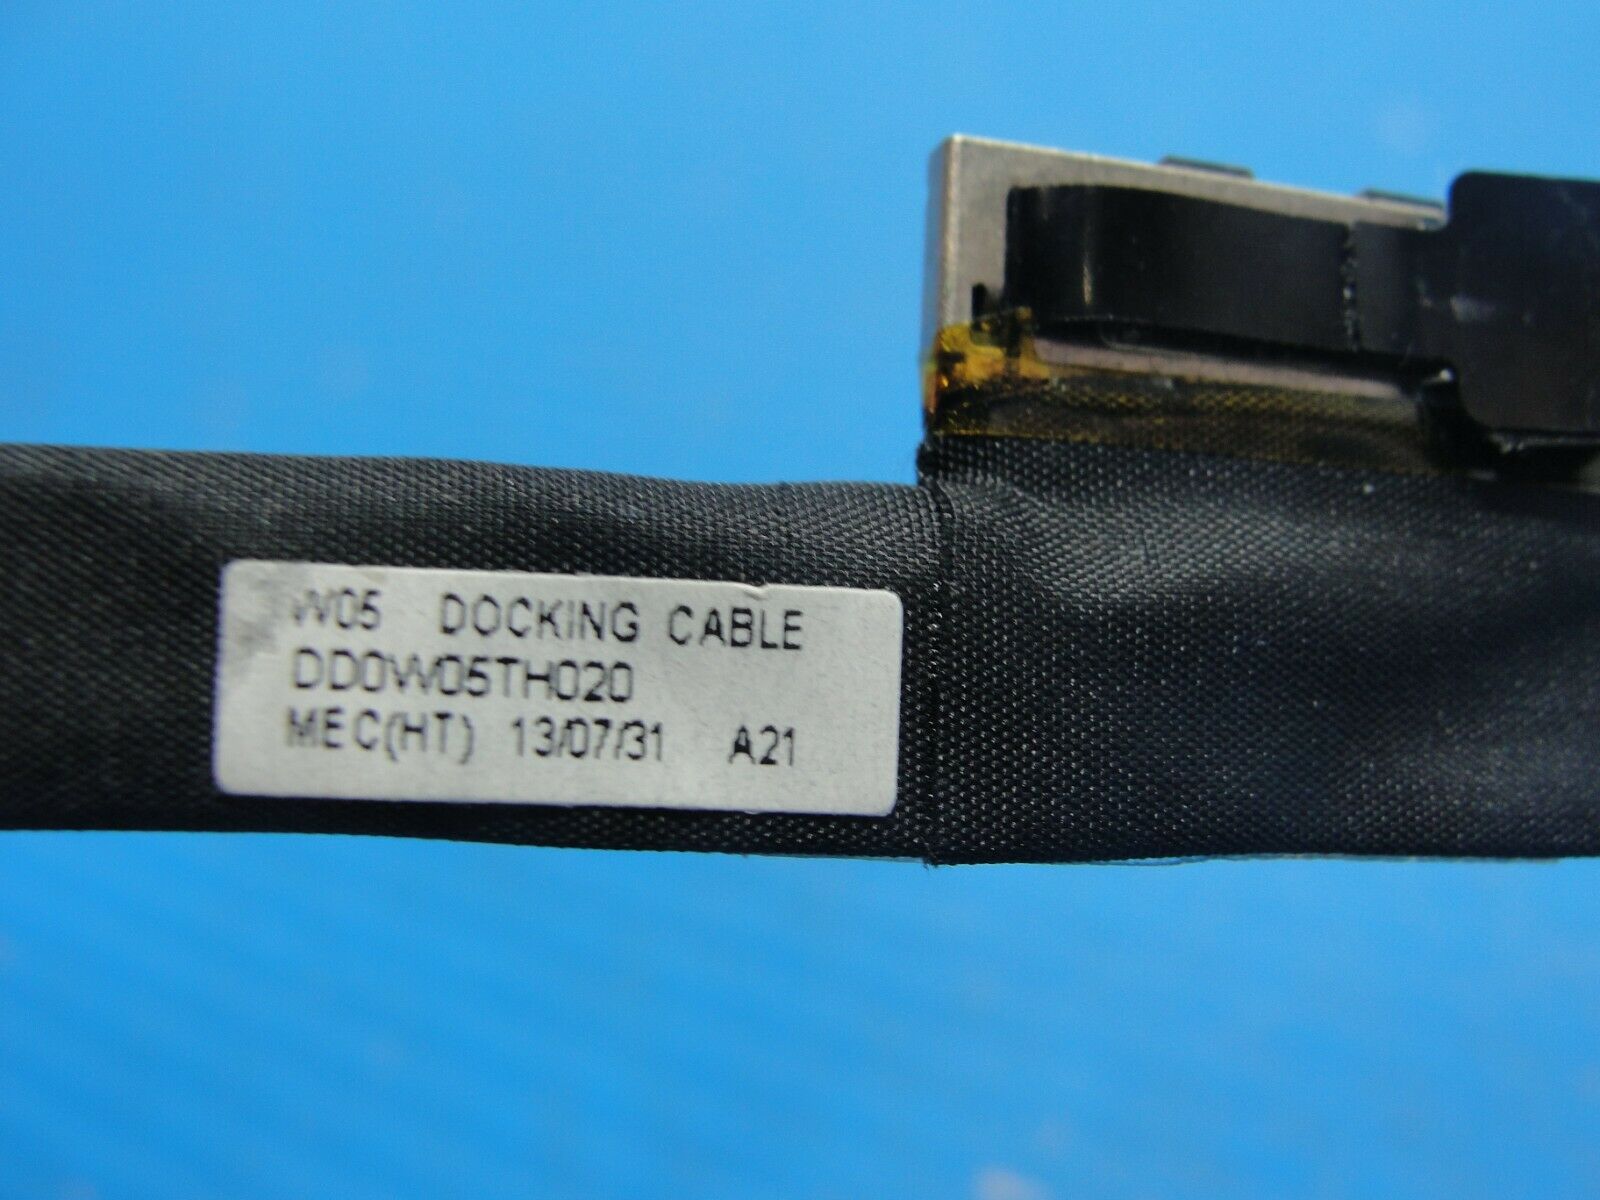 W05 DOCKING CABLE
DD0W05TH020
MEC(HT) 13/07/31 A21